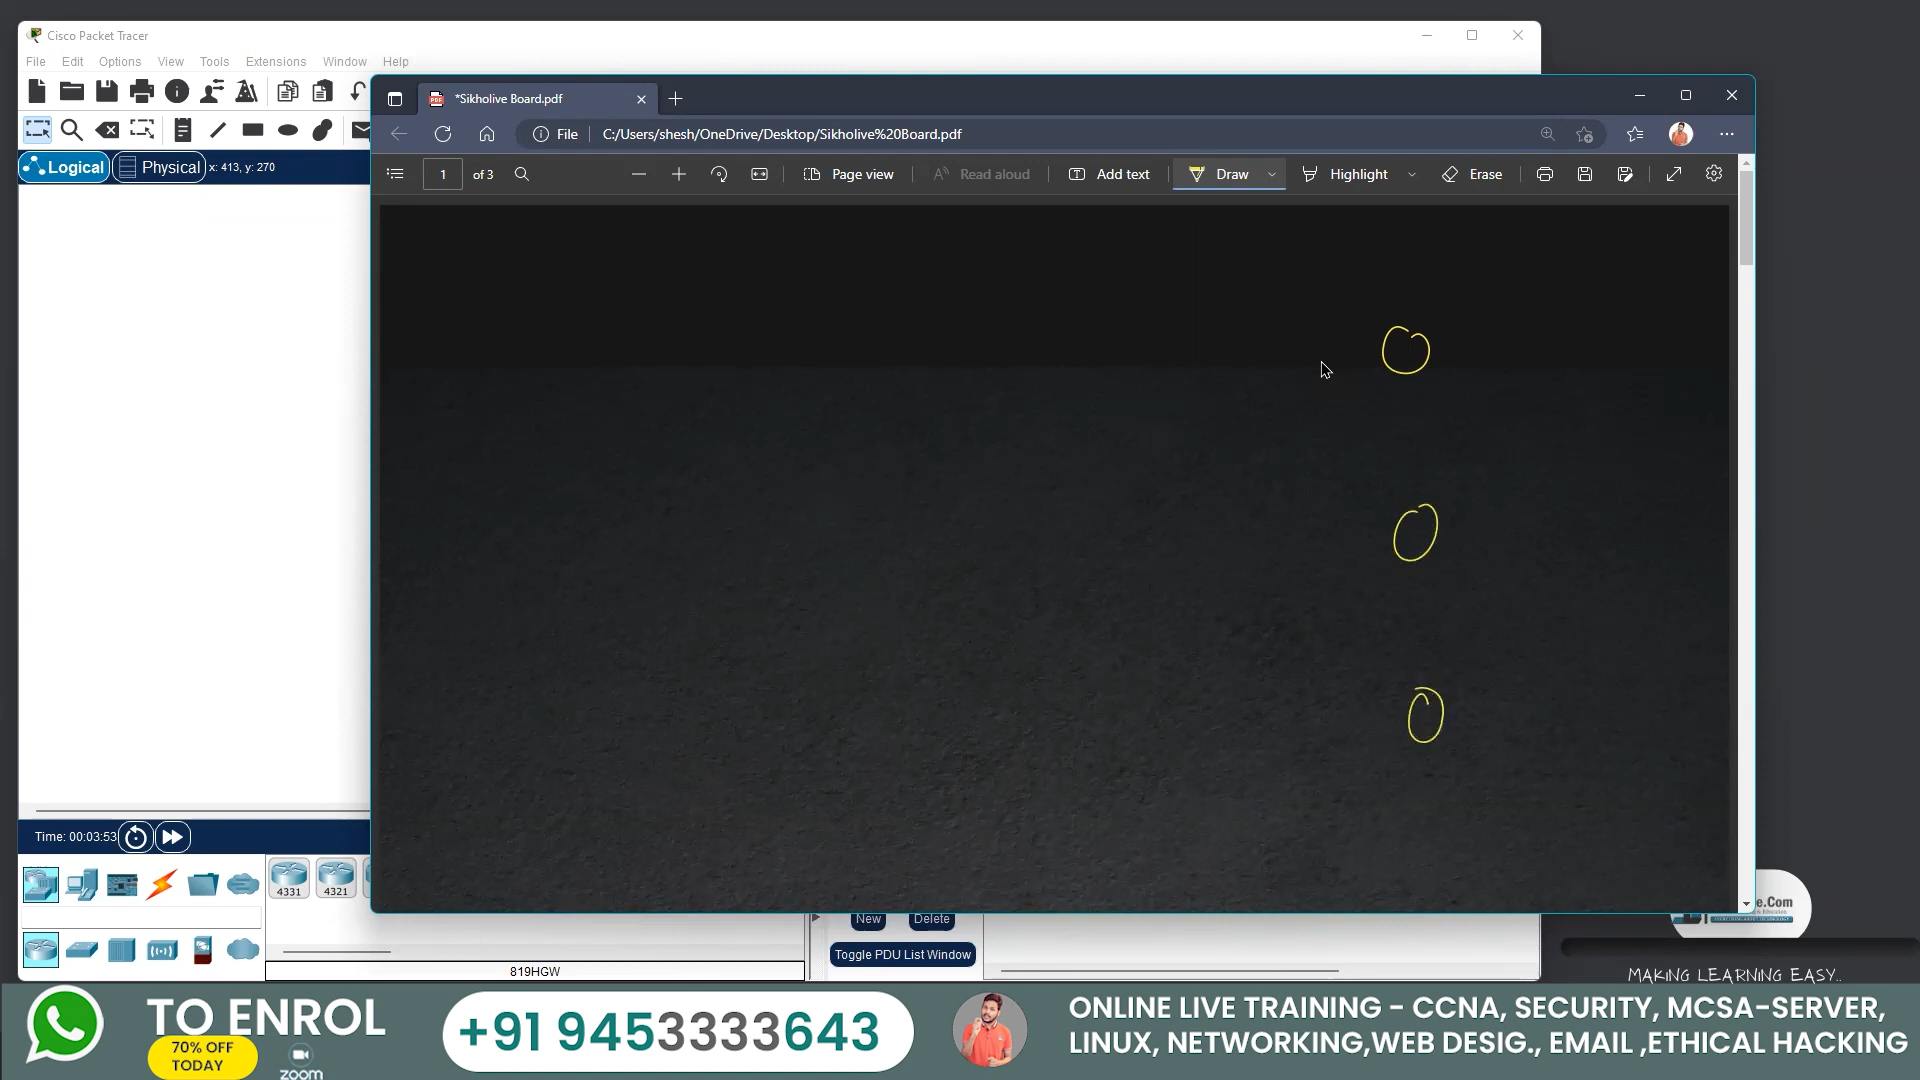 Cisco Packet Tracer
File Edit Options View Tools Extensions Window Help
*Sikholive Board.pdf
File C:/Users/shesh/OneDrive/Desktop/Sikholive%20Board.pdf
Logical Physical x: 413, y: 270
1 of 3 Page view Read aloud Add text Draw Highlight Erase
Time: 00:03:53
4331 4321
New Delete
Toggle PDU List Window
819HGW
e.Com
MAKING LEARNING EASY..
TO ENROL
70% OFF
TODAY
zoom
+91 9453333643
ONLINE LIVE TRAINING - CCNA, SECURITY, MCSA-SERVER,
LINUX, NETWORKING,WEB DESIG., EMAIL ,ETHICAL HACKING